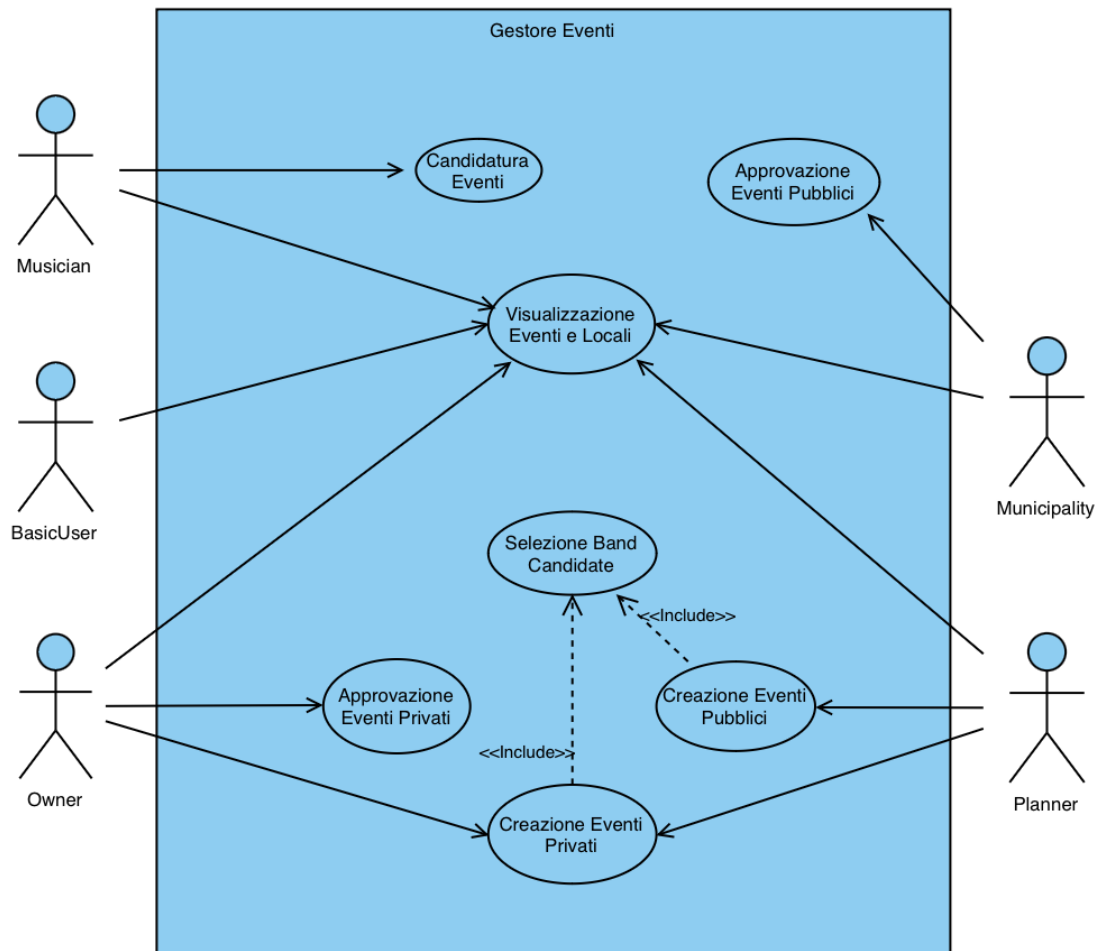 Gestore Eventi
Candidatura
Eventi
Approvazione
Eventi Pubblici
Musician
Visualizzazione
Eventi e Locali
BasicUser
Municipality
Selezione Band
Candidate
<<Include>>
Approvazione
Eventi Privati
Creazione Eventi
Pubblici
<<Include>>
Owner
Creazione Eventi
Privati
Planner